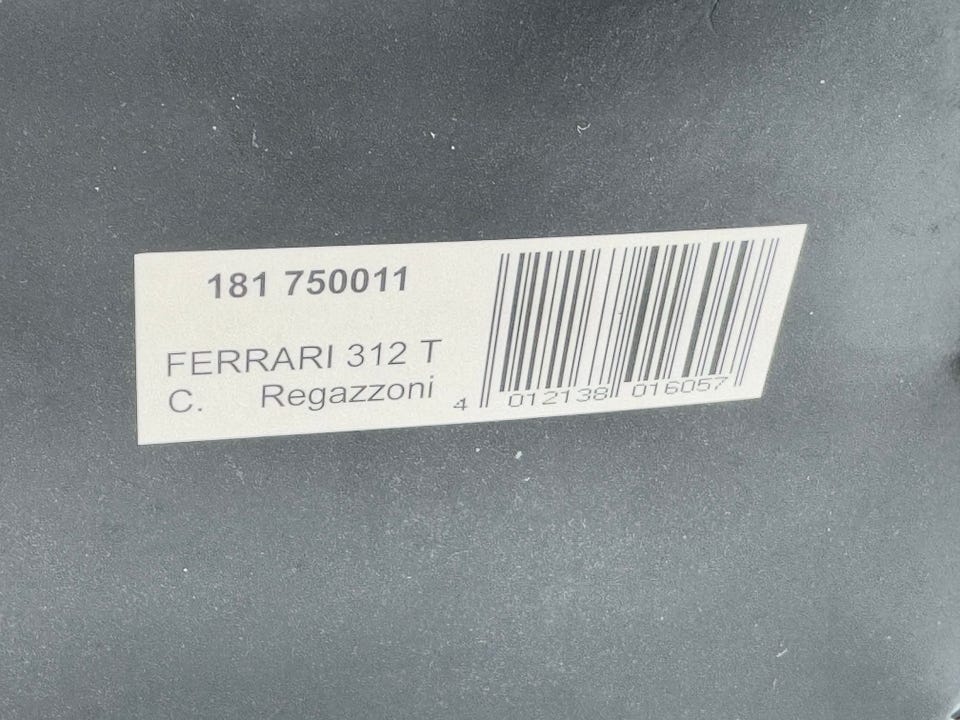 181 750011
FERRARI 312 T
C. Regazzoni
4 012138 016057